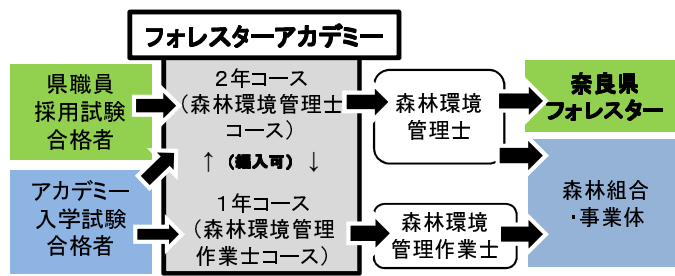 フォレスターアカデミー
県職員
採用試験
合格者
アカデミー
入学試験
合格者
2年コース
(森林環境管理士
コース)
↑ (編入可) ↓
1年コース
(森林環境管理
作業士コース)
森林環境
管理士
森林環境
管理作業士
奈良県
フォレスター
森林組合
・事業体